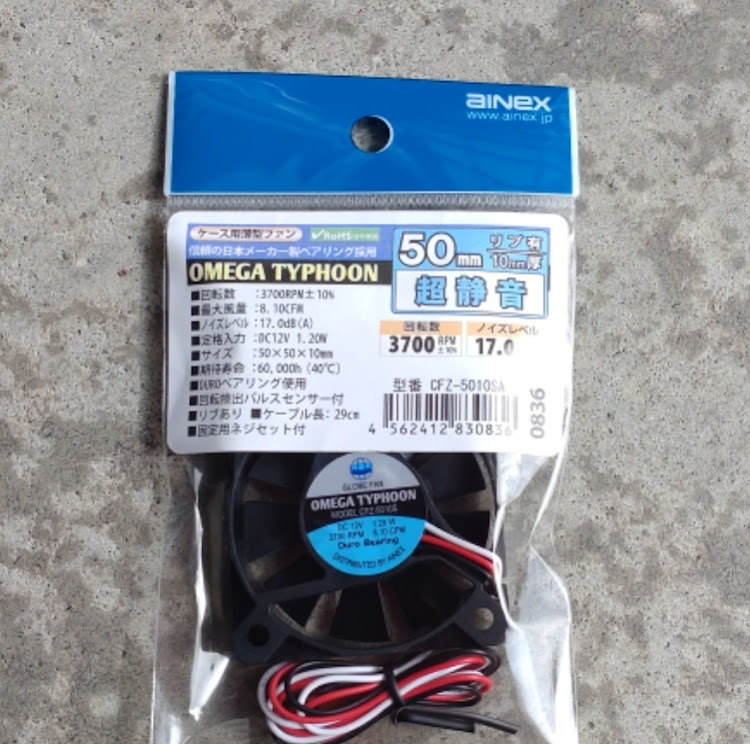 AINEX
www.ainex.jp
ケース用薄型ファン
RoHS
信頼の日本メーカー製ベアリング採用
OMEGA TYPHOON
■回転数 :3700RPM±10%
■最大風量 :8.10CFM
■ノイズレベル :17.0dB(A)
■定格入力 :DC12V 1.20W
■サイズ :50×50×10mm
■期待寿命 :60,000h (40℃)
■DUROベアリング使用
■回転検出パルスセンサー付
■リブあり ■ケーブル長:29cm
■固定用ネジセット付
50mm
リブ有
10mm厚
超静音
回転数
3700 RPM ±10%
ノイズレベル
17.0
型番 CFZ-5010SA
4 562412 830836
0836
GLOBE FAN
OMEGA TYPHOON
MODEL CFZ-5010S
DC 12V
8.10 CFM
Duro Bearing
DISTRIBUTED BY AINEX